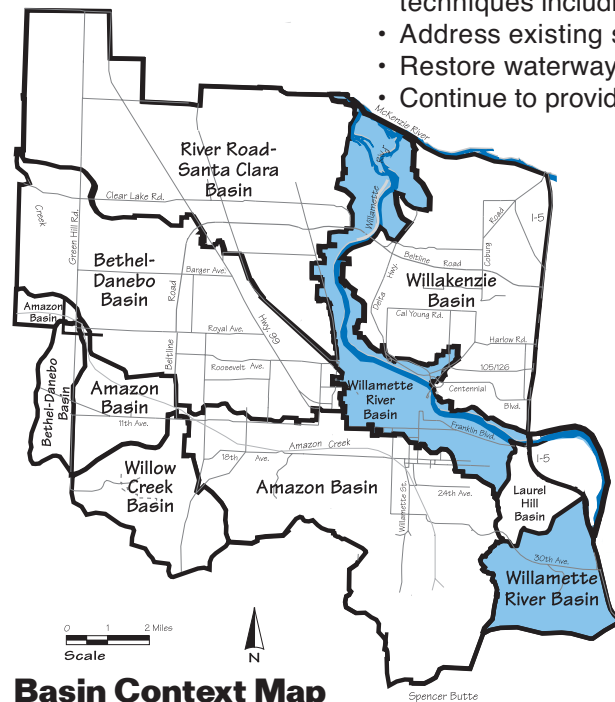 techniques includi
• Address existing s
• Restore waterway
• Continue to provid
McKenzie River
River Road-
Santa Clara
Basin
Clear Lake Rd.
Creek
Green Hill Rd.
Willamette
River
I-5
Coburg
Road
Beltline
Road
Bethel-
Danebo
Basin
Barger Ave.
Road
Beltline
Hwy. 99
Delta Hwy.
Willakenzie
Basin
Cal Young Rd.
Amazon
Basin
Royal Ave.
Harlow Rd.
105/126
Roosevelt Ave.
Centennial
Blvd.
Bethel-Danebo
Basin
Amazon
Basin
11th Ave.
Willamette
River
Basin
Franklin Blvd.
Amazon Creek
I-5
18th Ave.
Willow
Creek
Basin
Amazon Basin
Willamette St.
24th Ave.
Laurel
Hill
Basin
30th Ave.
Willamette
River Basin
0 1 2 Miles
Scale
N
Basin Context Map
Spencer Butte